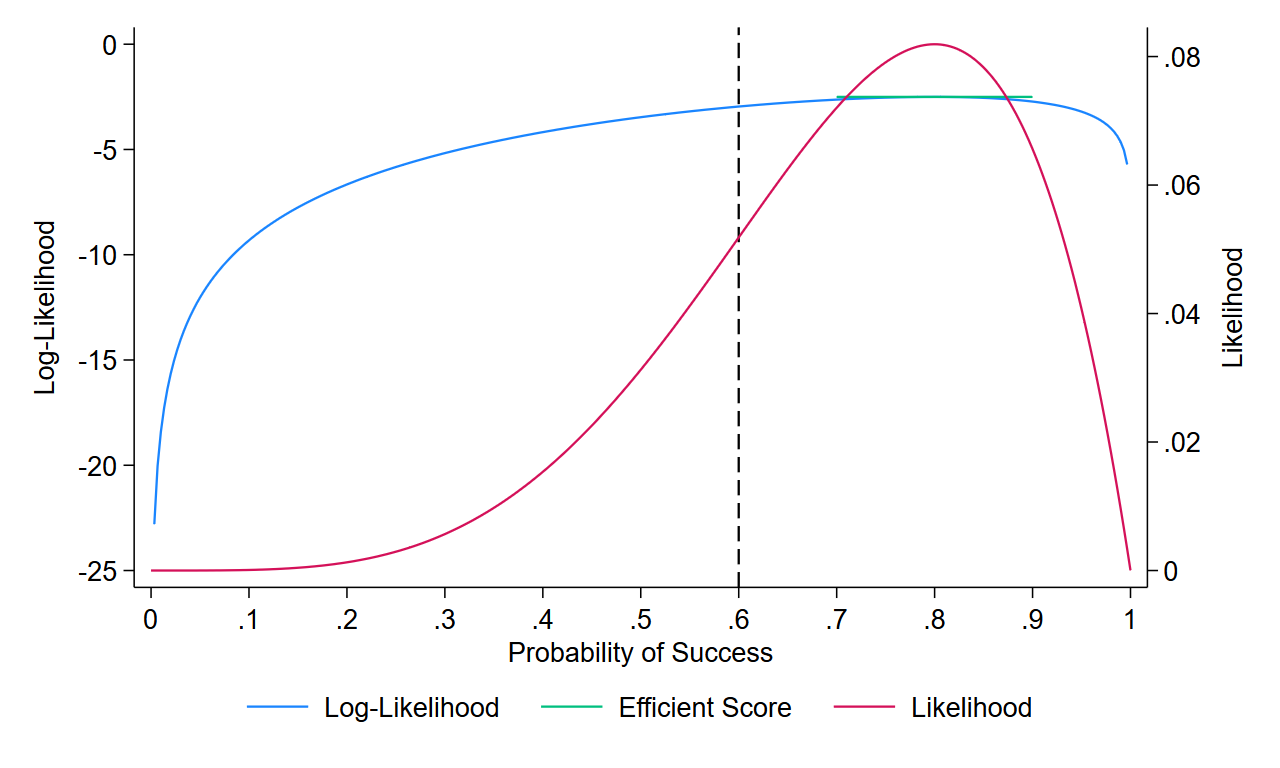 0
-5
-10
-15
-20
-25
Log-Likelihood
.08
.06
.04
.02
0
Likelihood
0 .1 .2 .3 .4 .5 .6 .7 .8 .9 1
Probability of Success
Log-Likelihood Efficient Score Likelihood